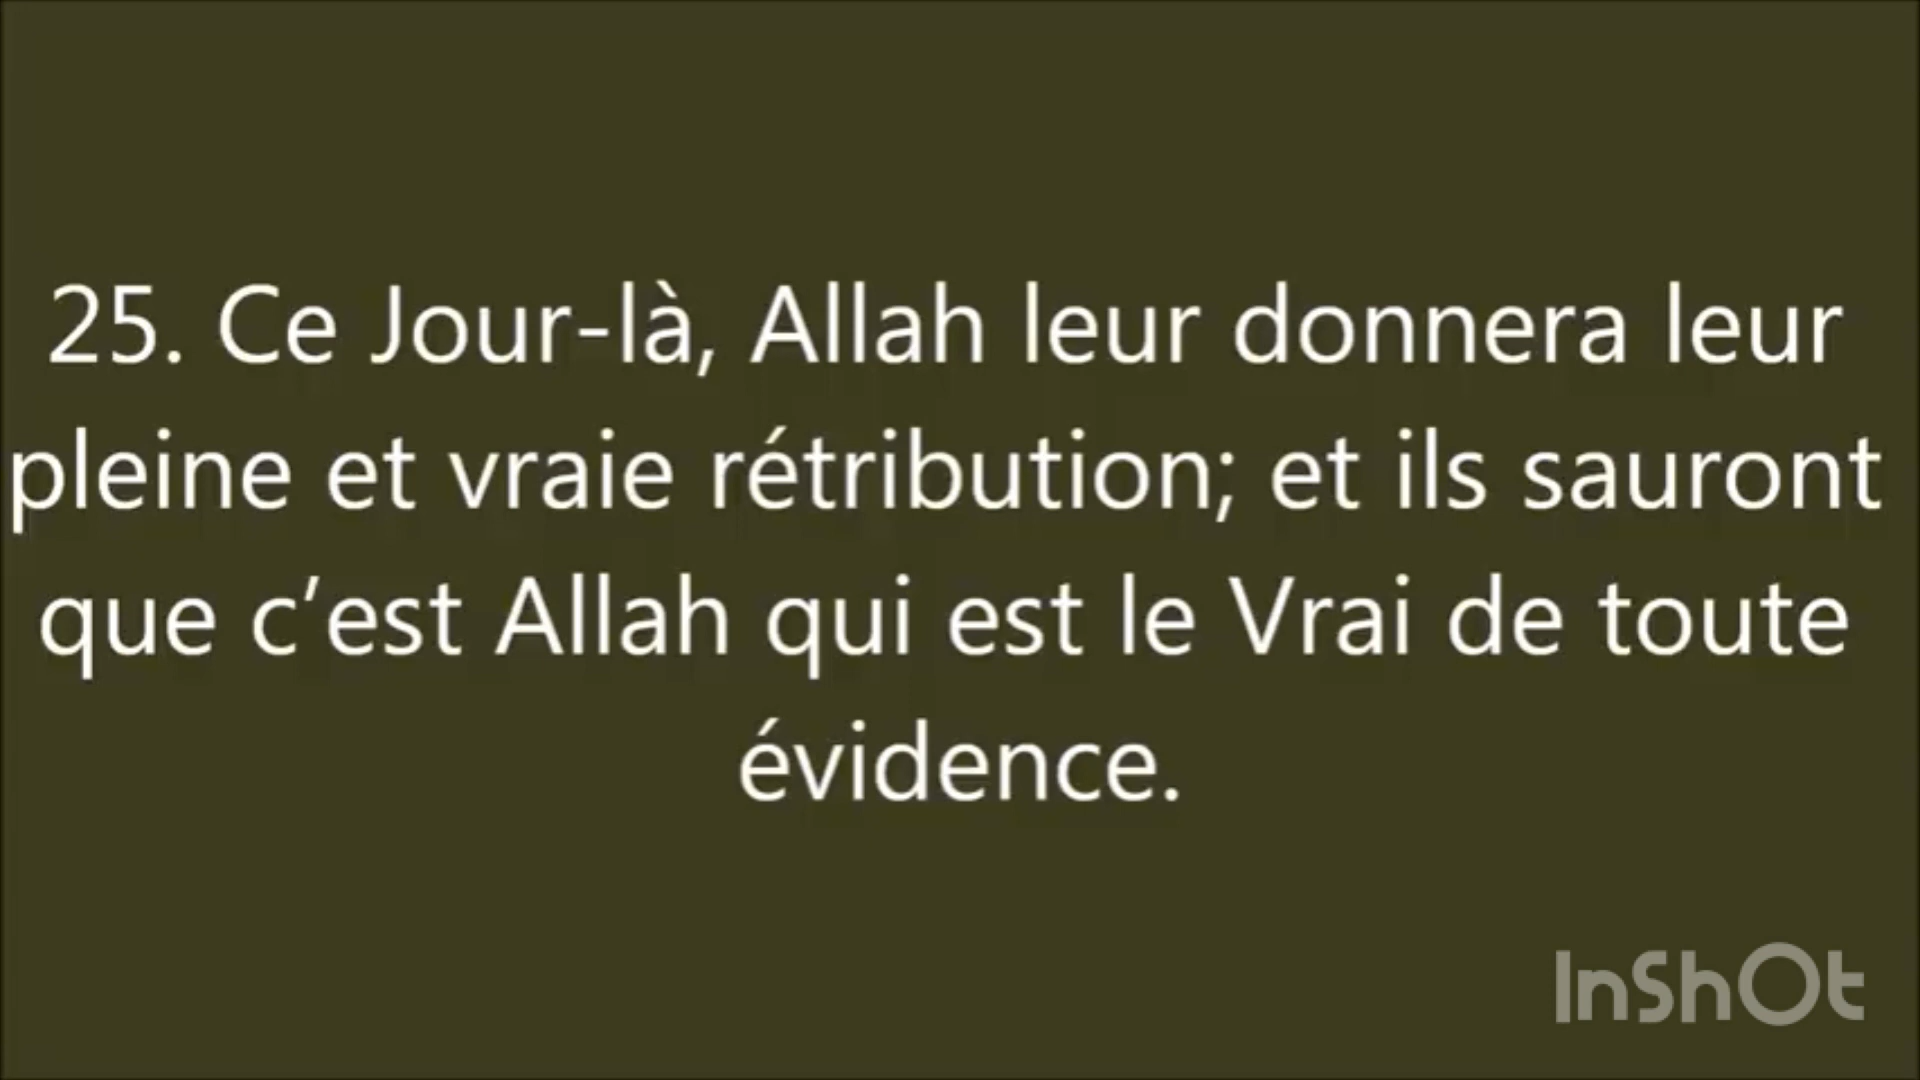 25. Ce Jour-là, Allah leur donnera leur
pleine et vraie rétribution; et ils sauront
que c’est Allah qui est le Vrai de toute
évidence.
InShOt